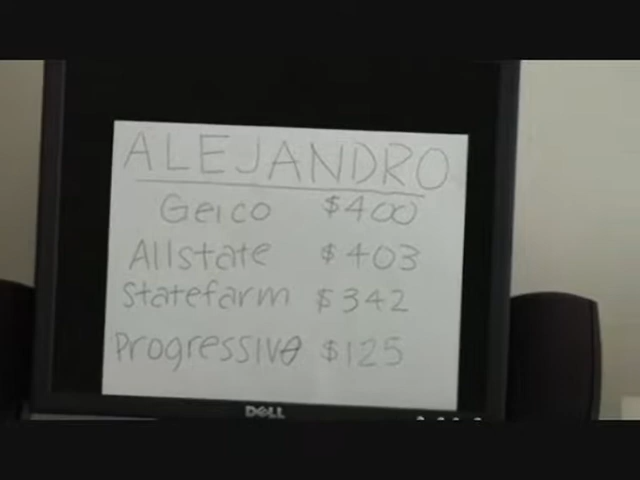 ALEJANDRO
Geico $400
Allstate $403
Statefarm $342
Progressive $125
DELL